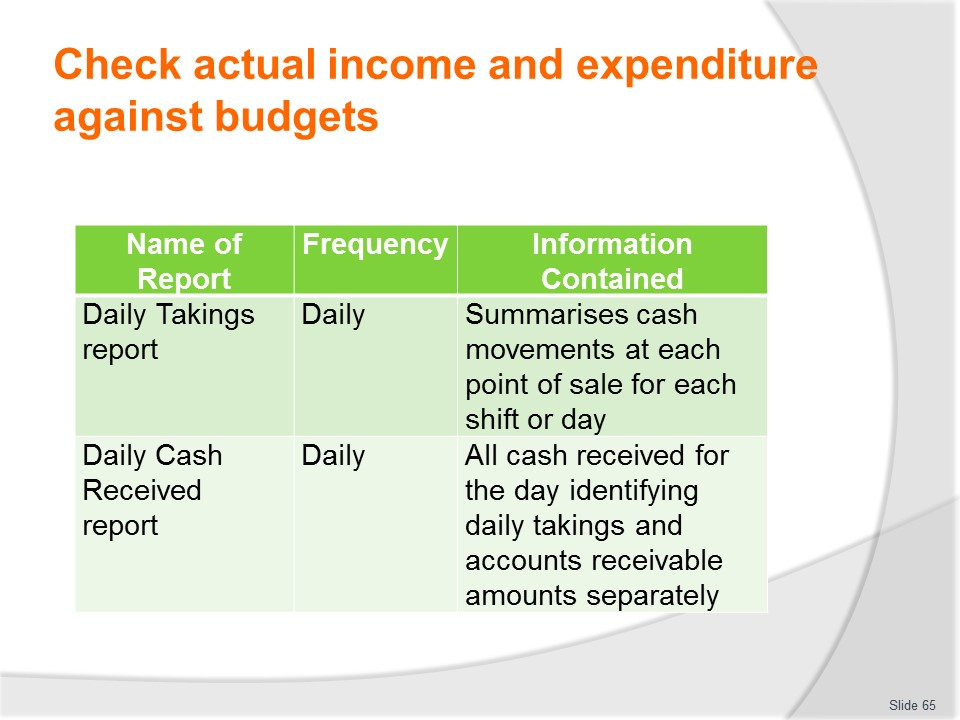 Check actual income and expenditure
against budgets
Name of
Report
Frequency
Information
Contained
Daily Takings
report
Daily
Summarises cash
movements at each
point of sale for each
shift or day
Daily Cash
Received
report
Daily
All cash received for
the day identifying
daily takings and
accounts receivable
amounts separately
Slide 65